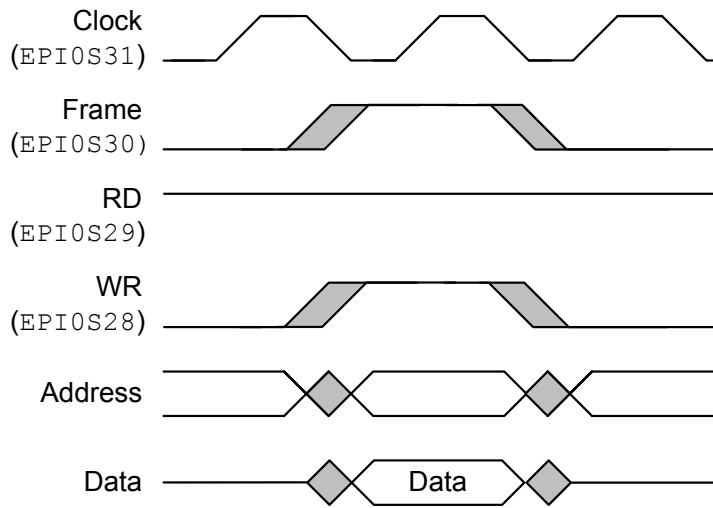 Clock
(EPI0S31)
Frame
(EPI0S30)
RD
(EPI0S29)
WR
(EPI0S28)
Address
Data
Data